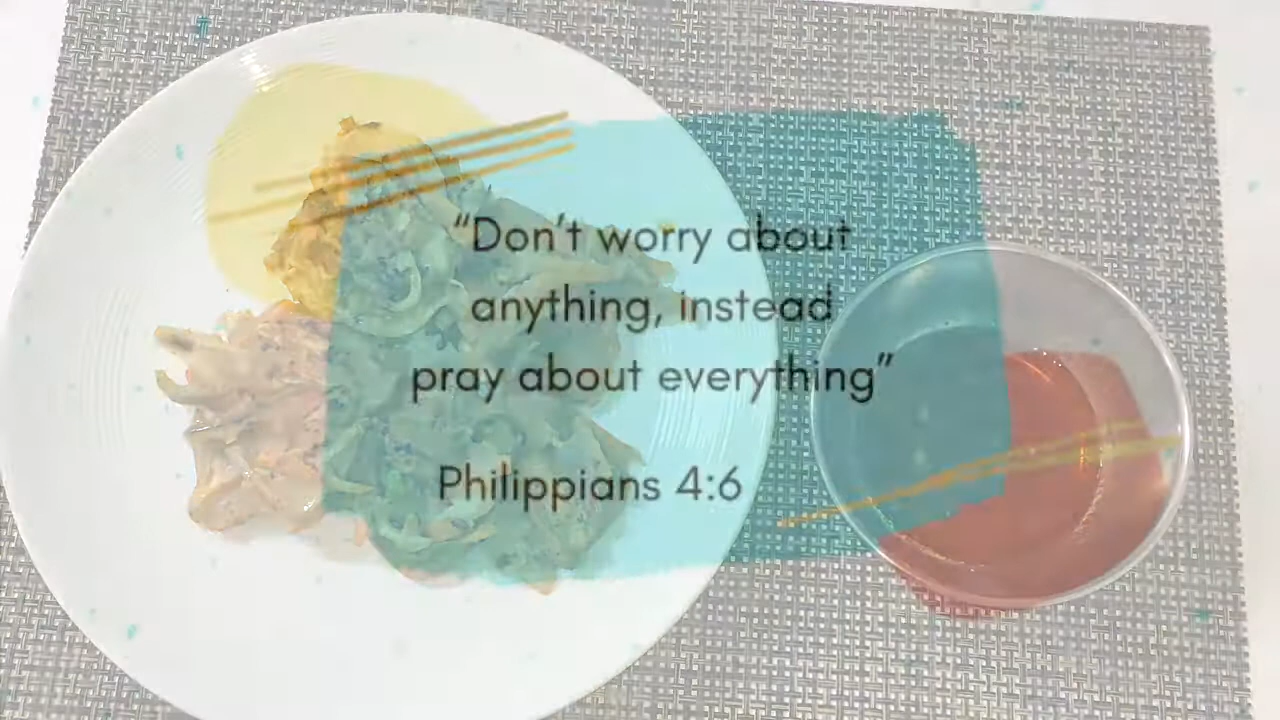 “Don’t worry about
anything, instead
pray about everything”
Philippians 4:6